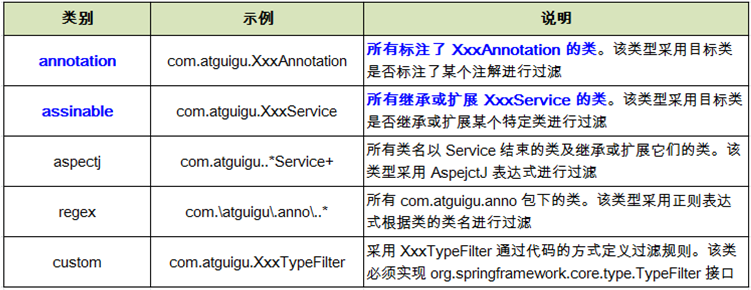 类别 示例 说明
annotation com.atguigu.XxxAnnotation 所有标注了 XxxAnnotation 的类。该类型采用目标类
是否标注了某个注解进行过滤
assinable com.atguigu.XxxService 所有继承或扩展 XxxService 的类。该类型采用目标类
是否继承或扩展某个特定类进行过滤
aspectj com.atguigu..*Service+ 所有类名以 Service 结束的类及继承或扩展它们的类。该
类型采用 AspejctJ 表达式进行过滤
regex com.\atguigu\.anno\..* 所有 com.atguigu.anno 包下的类。该类型采用正则表达
式根据类的类名进行过滤
custom com.atguigu.XxxTypeFilter 采用 XxxTypeFilter 通过代码的方式定义过滤规则。该类
必须实现 org.springframework.core.type.TypeFilter 接口